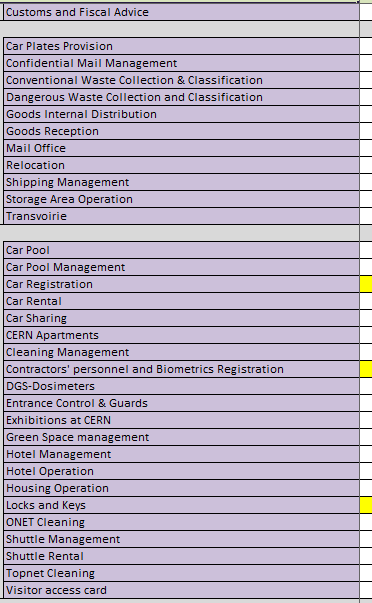 Customs and Fiscal Advice
Car Plates Provision
Confidential Mail Management
Conventional Waste Collection & Classification
Dangerous Waste Collection and Classification
Goods Internal Distribution
Goods Reception
Mail Office
Relocation
Shipping Management
Storage Area Operation
Transvoirie
Car Pool
Car Pool Management
Car Registration
Car Rental
Car Sharing
CERN Apartments
Cleaning Management
Contractors' personnel and Biometrics Registration
DGS-Dosimeters
Entrance Control & Guards
Exhibitions at CERN
Green Space management
Hotel Management
Hotel Operation
Housing Operation
Locks and Keys
ONET Cleaning
Shuttle Management
Shuttle Rental
Topnet Cleaning
Visitor access card